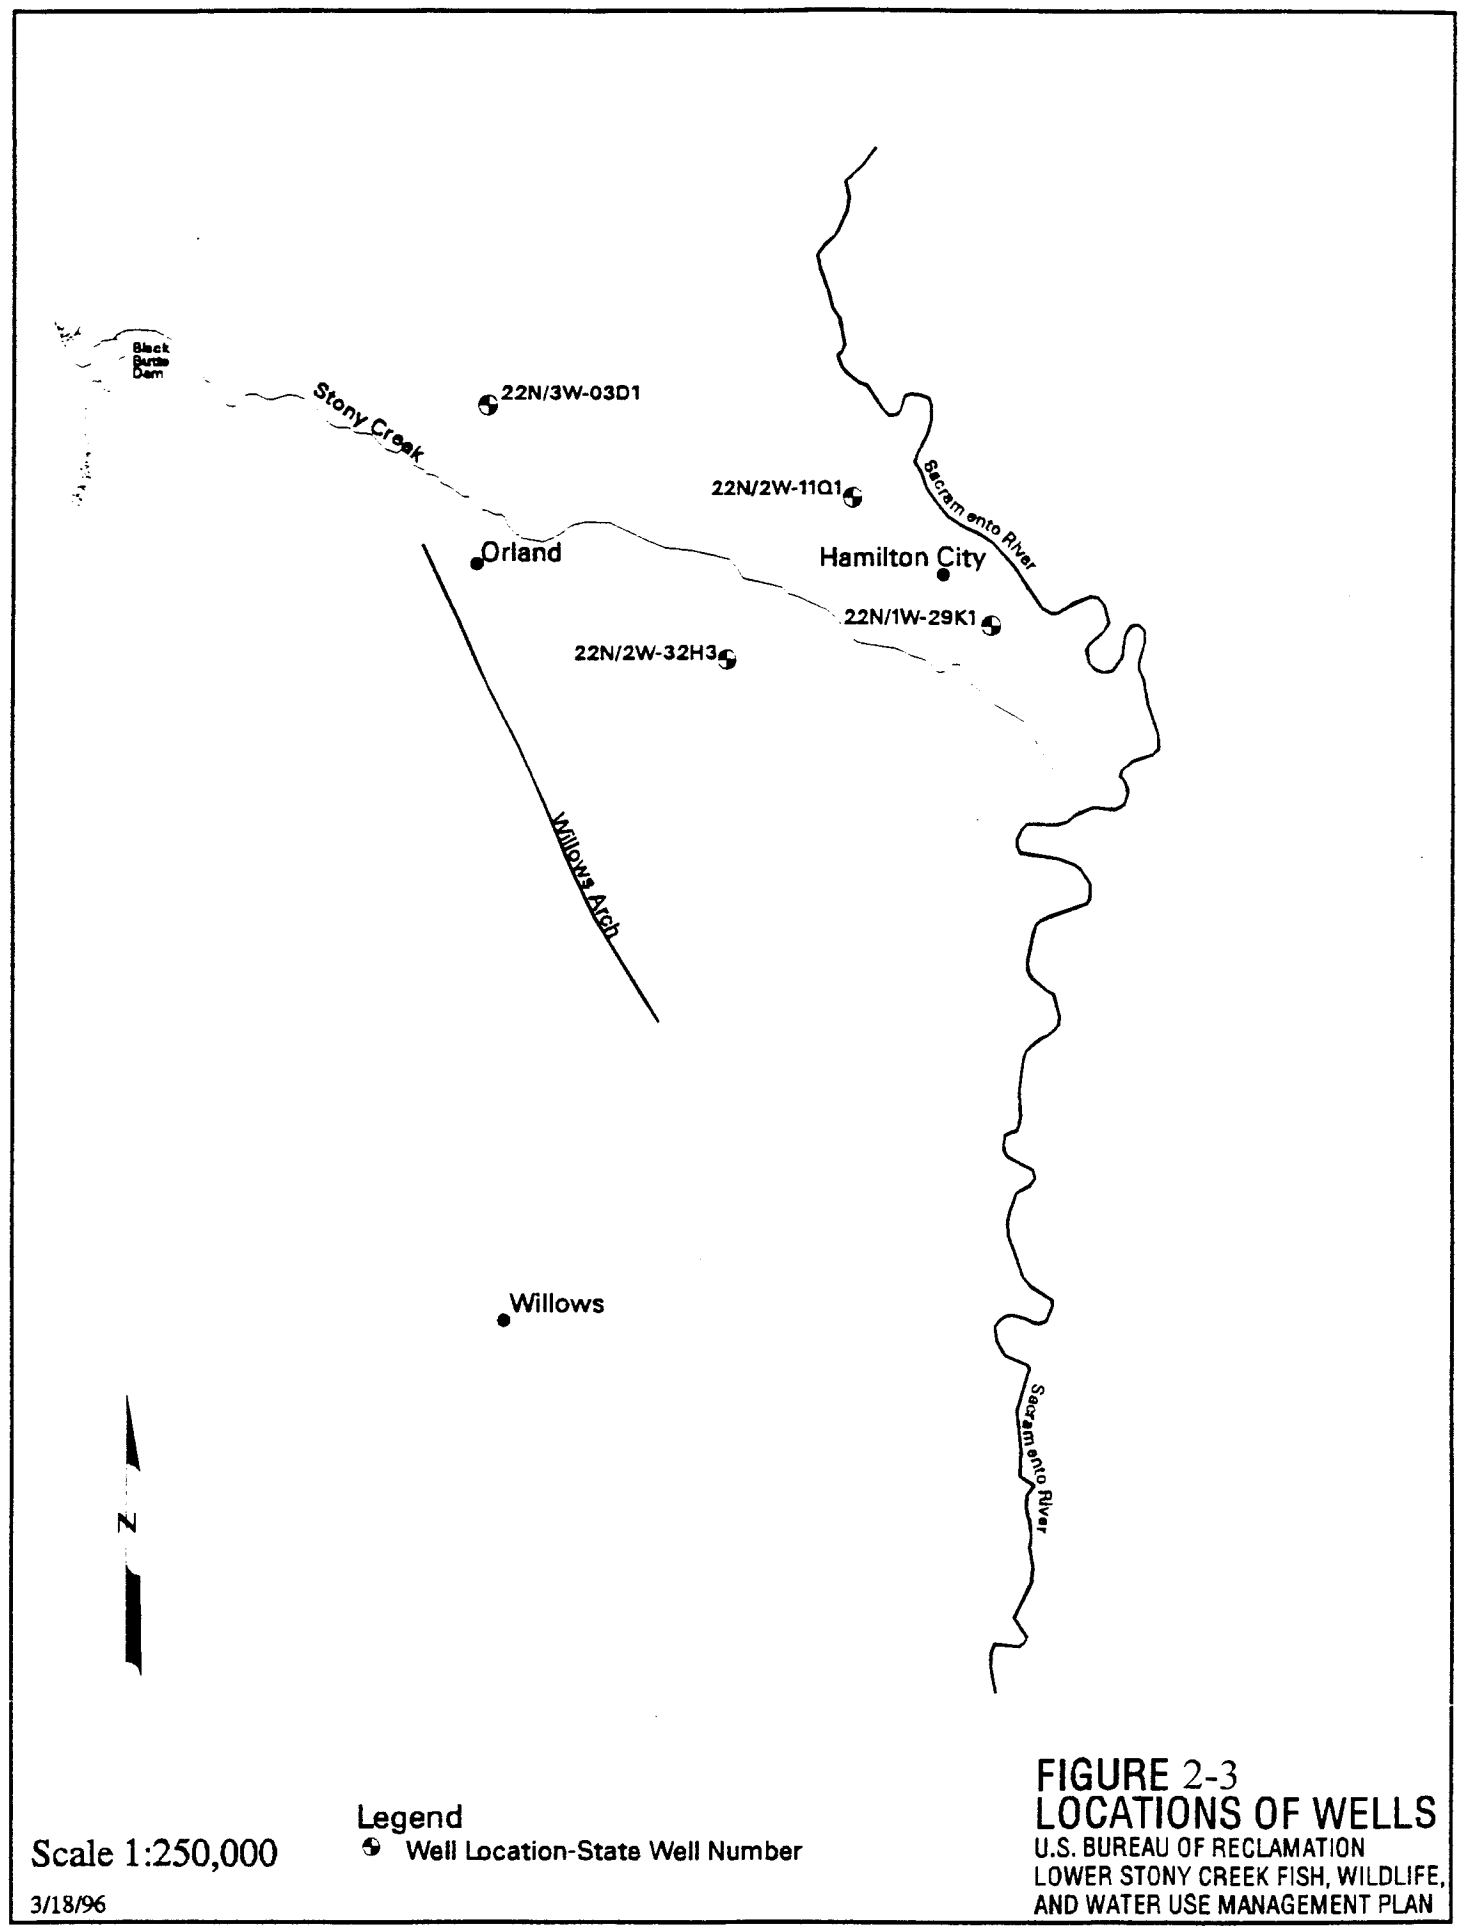 Black
Butte
Dam
Stony Creek
22N/3W-03D1
22N/2W-11Q1
Sacramento River
Orland
Hamilton City
22N/1W-29K1
22N/2W-32H3
Willows Arch
Willows
Sacramento River
N
FIGURE 2-3
LOCATIONS OF WELLS
U.S. BUREAU OF RECLAMATION
LOWER STONY CREEK FISH, WILDLIFE,
AND WATER USE MANAGEMENT PLAN
Legend
Well Location-State Well Number
Scale 1:250,000
3/18/96